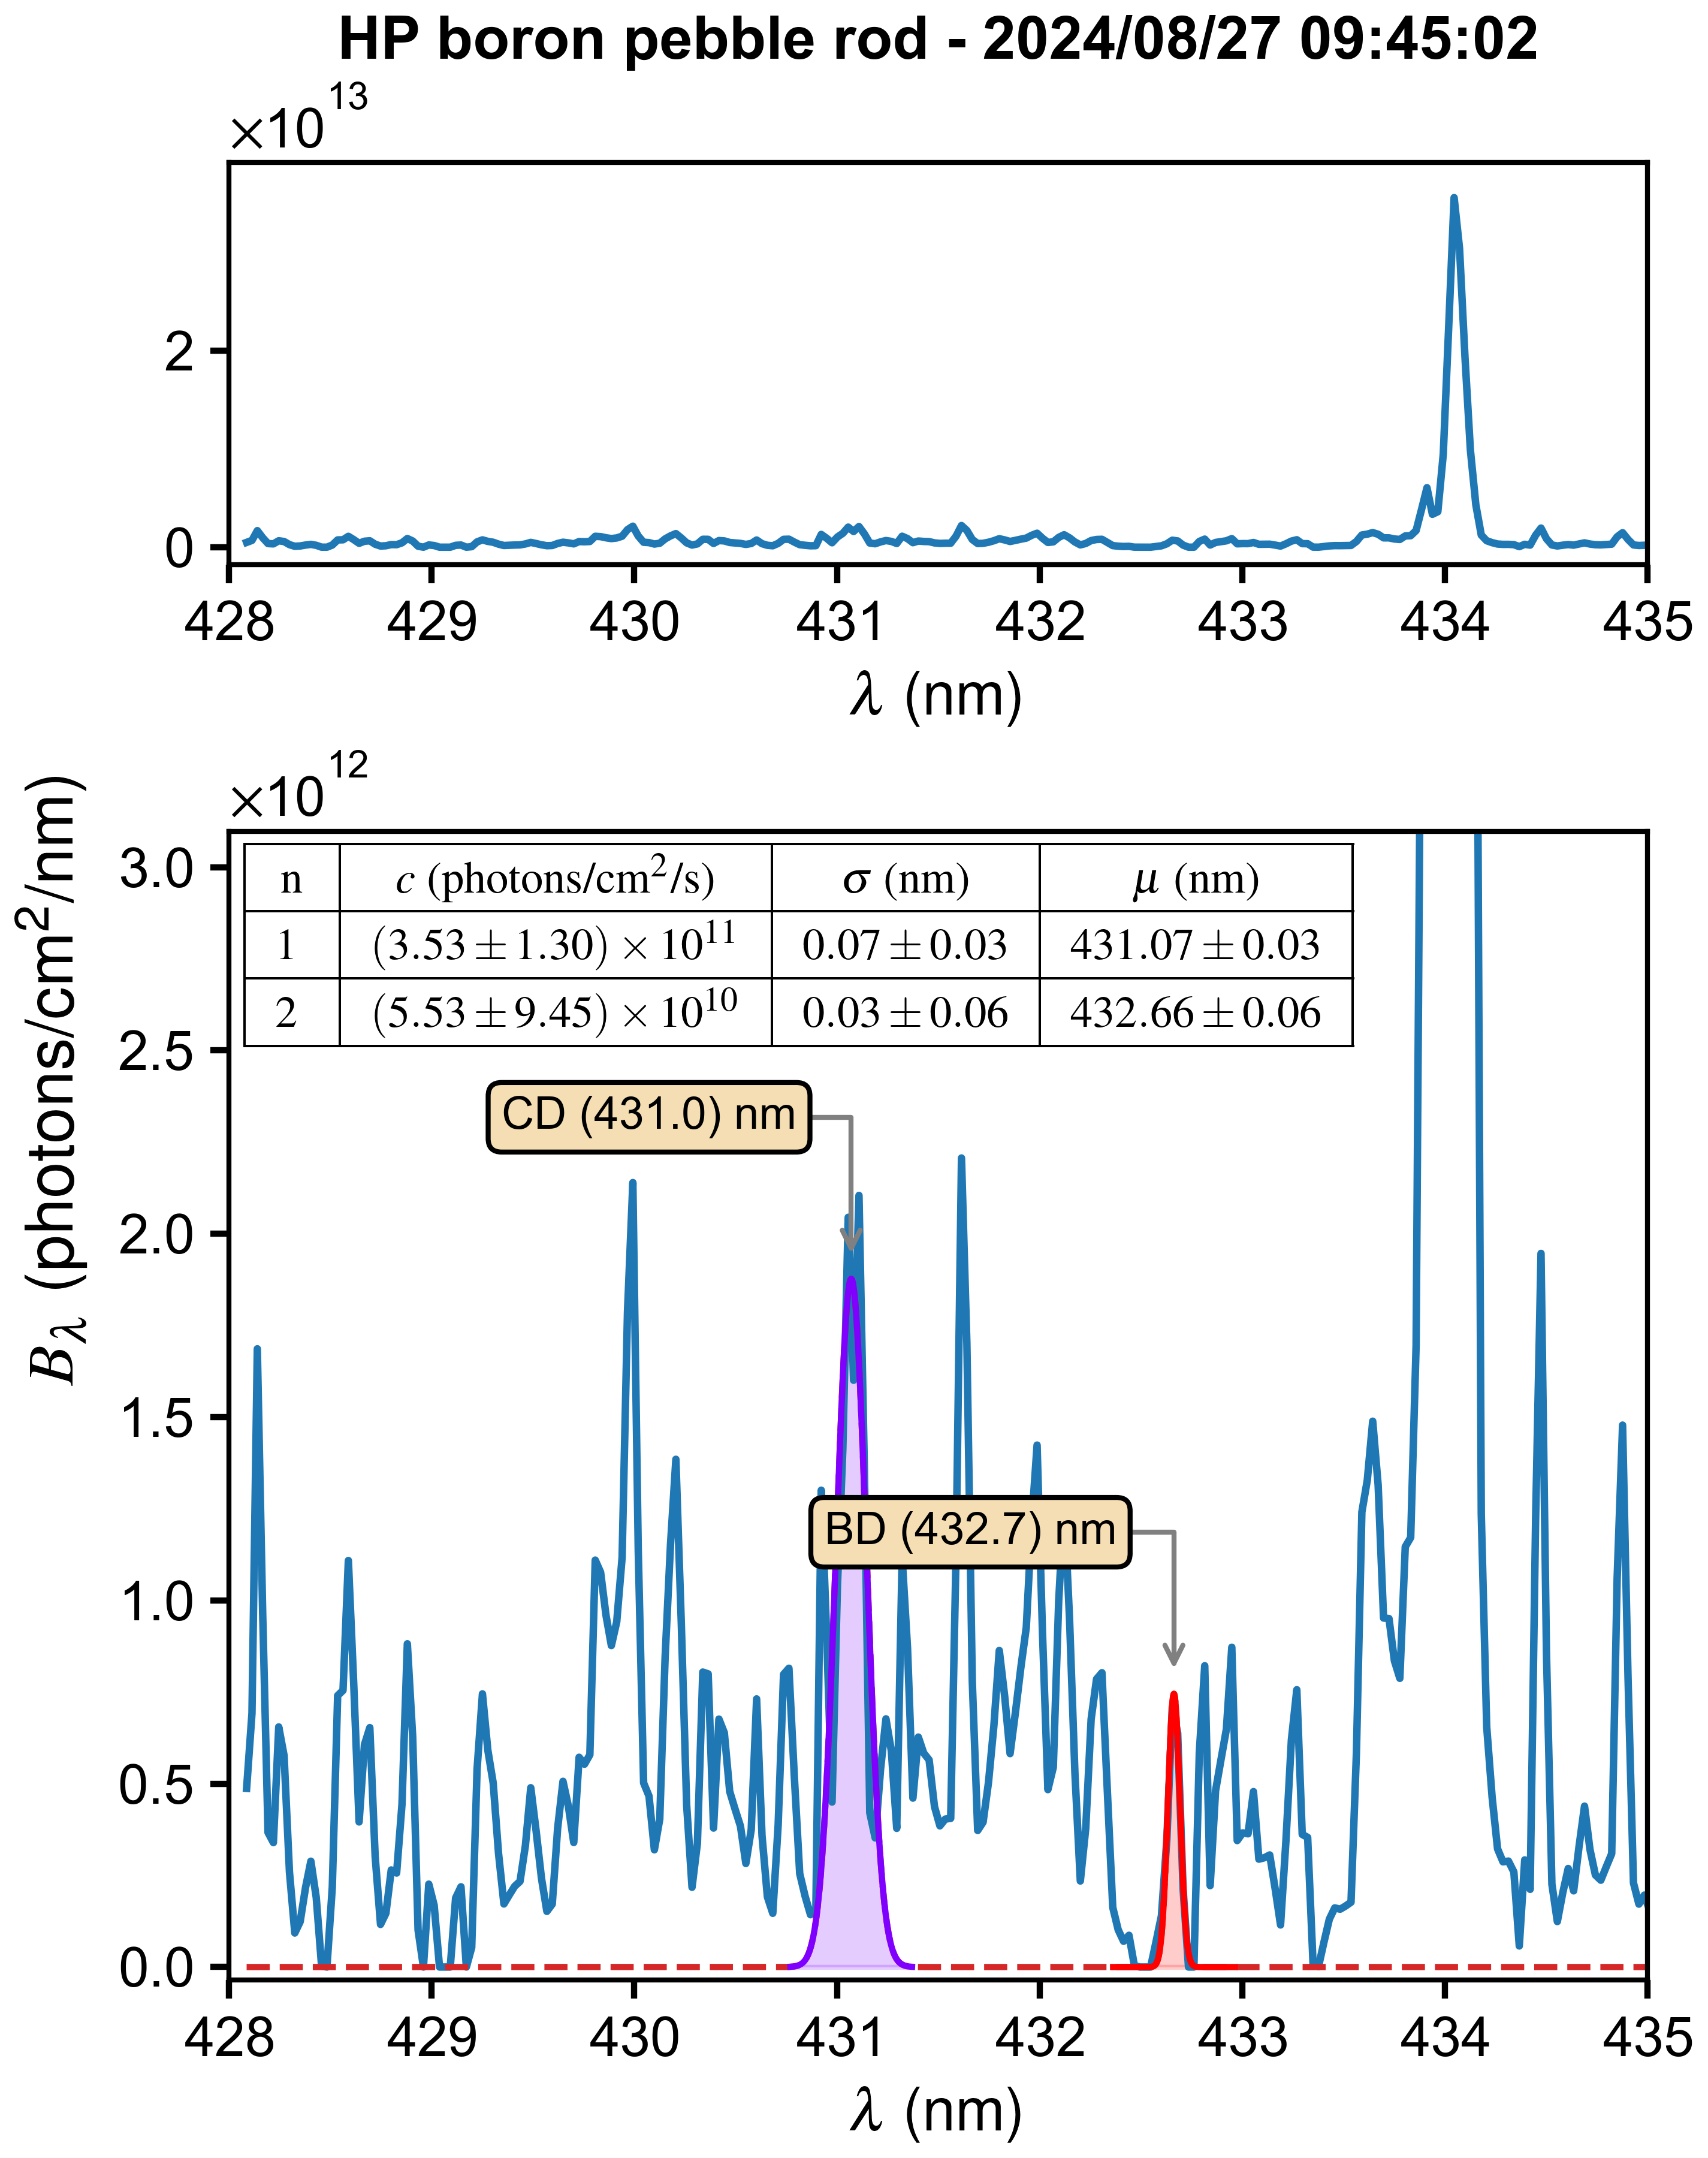 HP boron pebble rod - 2024/08/27 09:45:02
×10^13
2
0
428 429 430 431 432 433 434 435
λ (nm)
×10^12
B_λ (photons/cm²/nm)
3.0
2.5
2.0
1.5
1.0
0.5
0.0
n c (photons/cm²/s) σ (nm) μ (nm)
1 (3.53 ± 1.30) × 10^11 0.07 ± 0.03 431.07 ± 0.03
2 (5.53 ± 9.45) × 10^10 0.03 ± 0.06 432.66 ± 0.06
CD (431.0) nm
BD (432.7) nm
428 429 430 431 432 433 434 435
λ (nm)